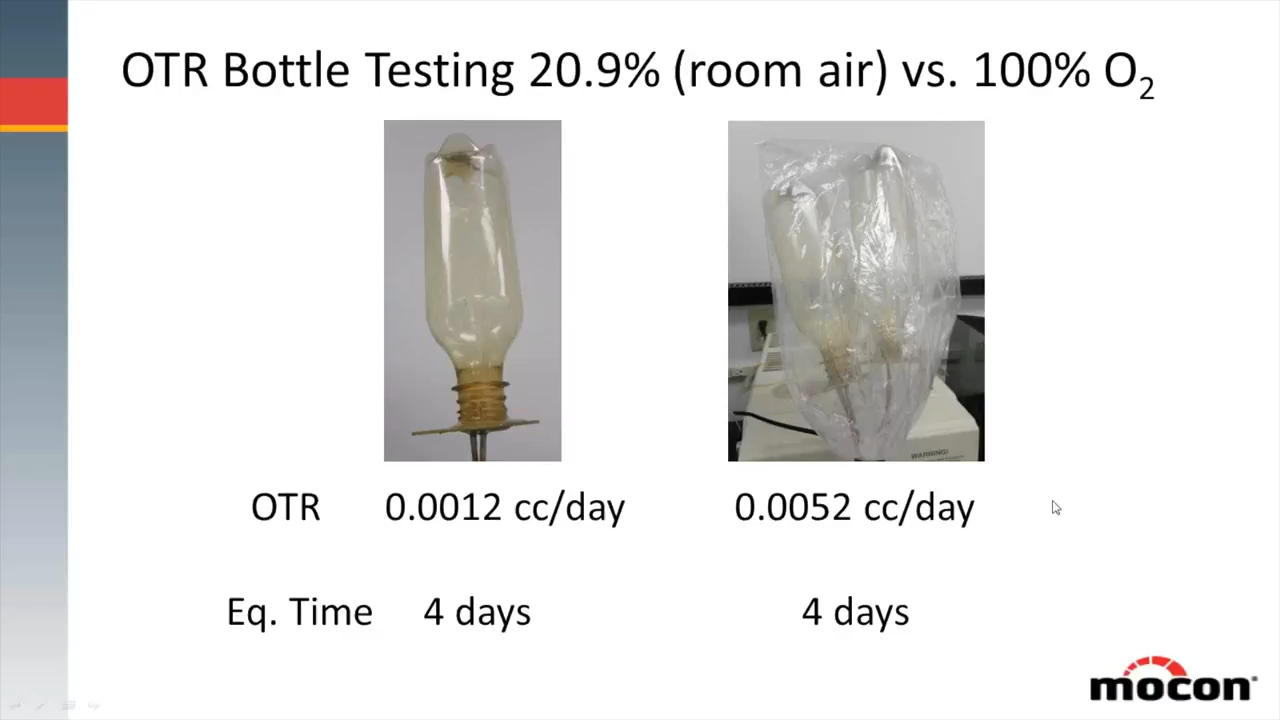 OTR Bottle Testing 20.9% (room air) vs. 100% O₂
WARNING!
OTR 0.0012 cc/day 0.0052 cc/day
Eq. Time 4 days 4 days
mocon